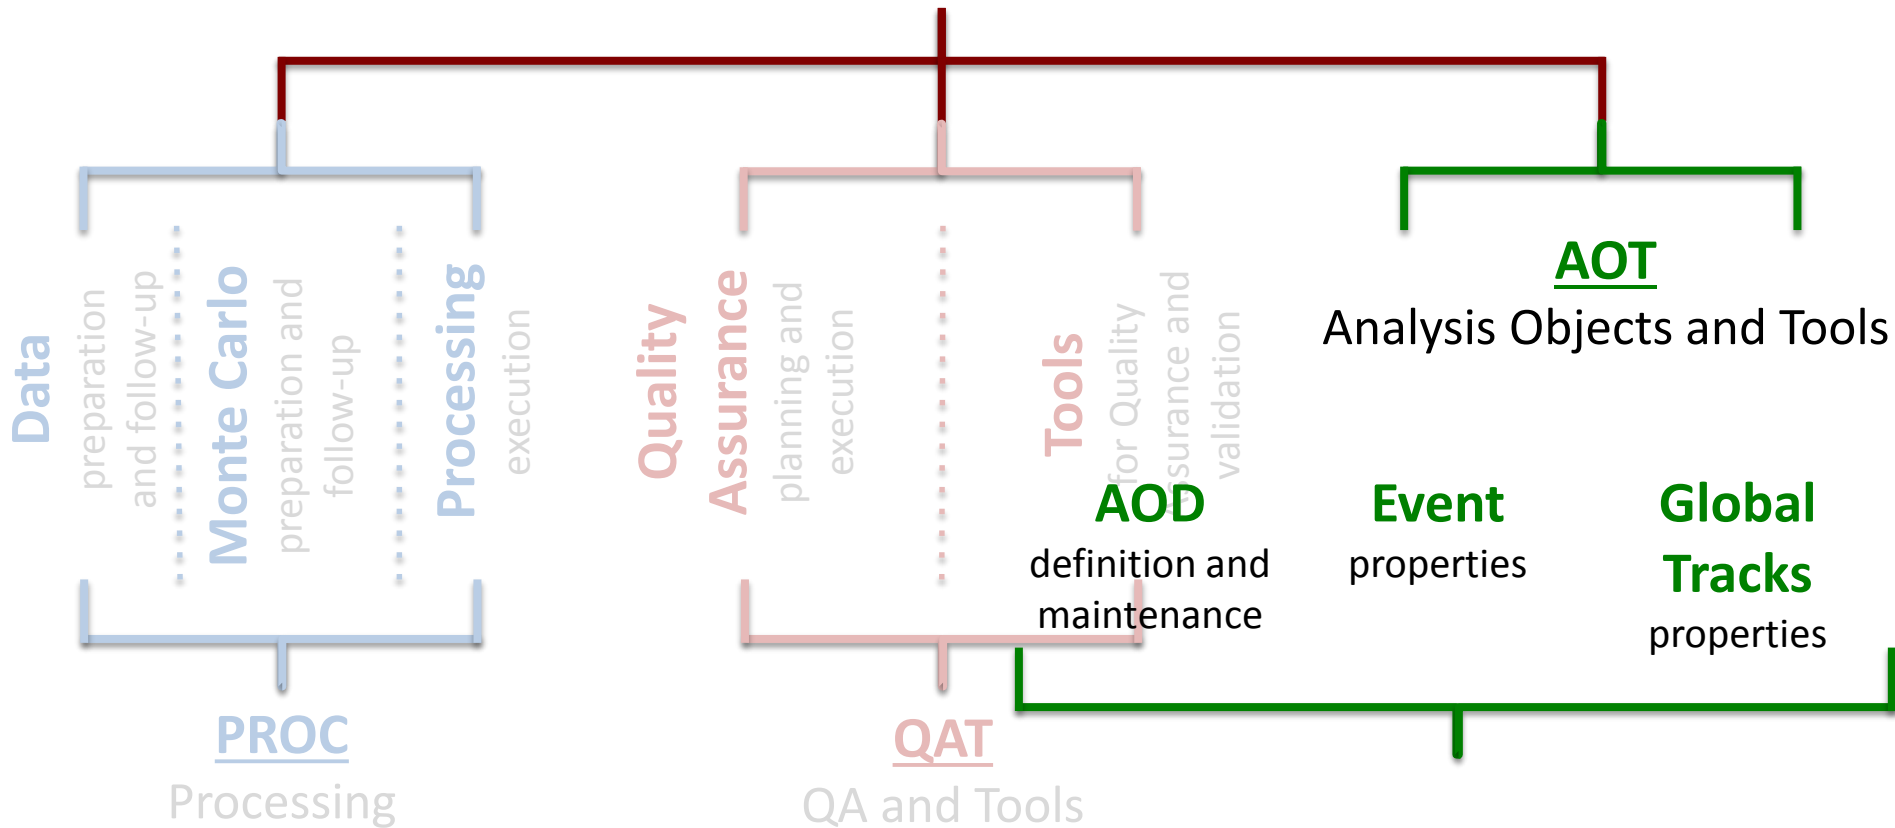 Data
preparation
and follow-up
Monte Carlo
preparation and
follow-up
Processing
execution
PROC
Processing
Quality
Assurance
planning and
execution
Tools
for Quality
Assurance and
validation
QAT
QA and Tools
AOT
Analysis Objects and Tools
AOD
definition and
maintenance
Event
properties
Global
Tracks
properties